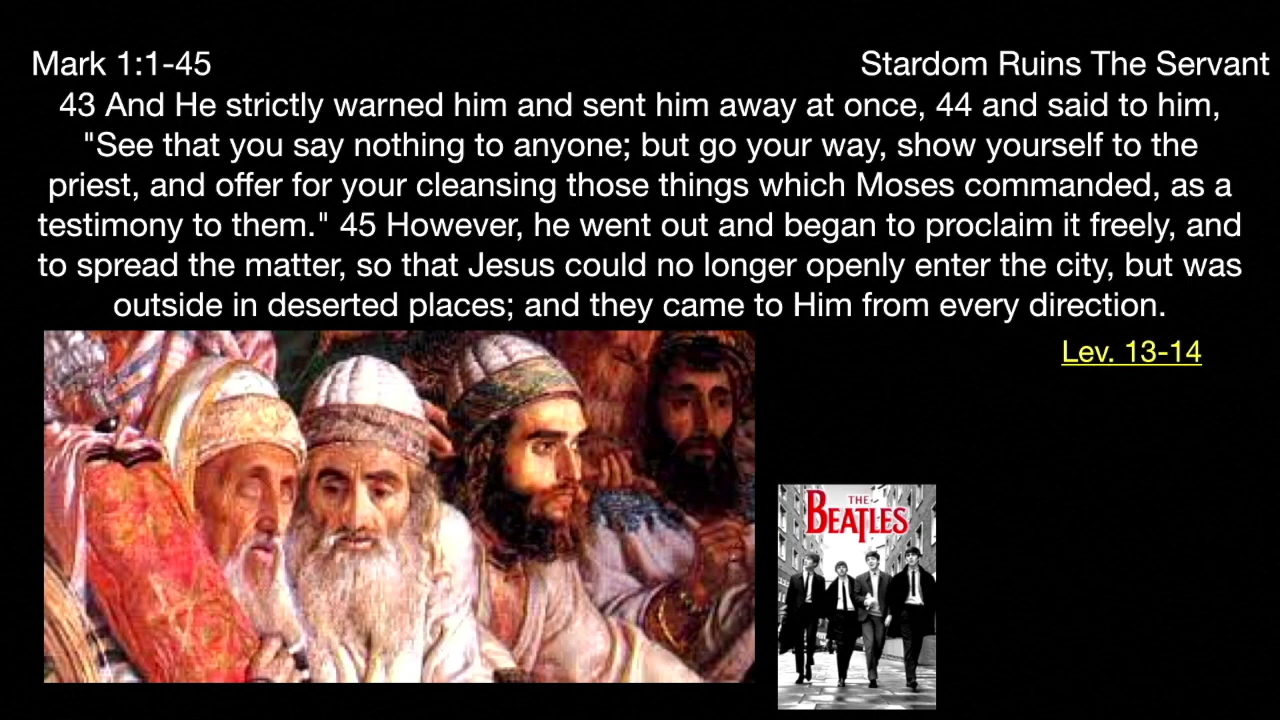 Mark 1:1-45
Stardom Ruins The Servant
43 And He strictly warned him and sent him away at once, 44 and said to him,
"See that you say nothing to anyone; but go your way, show yourself to the
priest, and offer for your cleansing those things which Moses commanded, as a
testimony to them." 45 However, he went out and began to proclaim it freely, and
to spread the matter, so that Jesus could no longer openly enter the city, but was
outside in deserted places; and they came to Him from every direction.
Lev. 13-14
THE
BEATLES